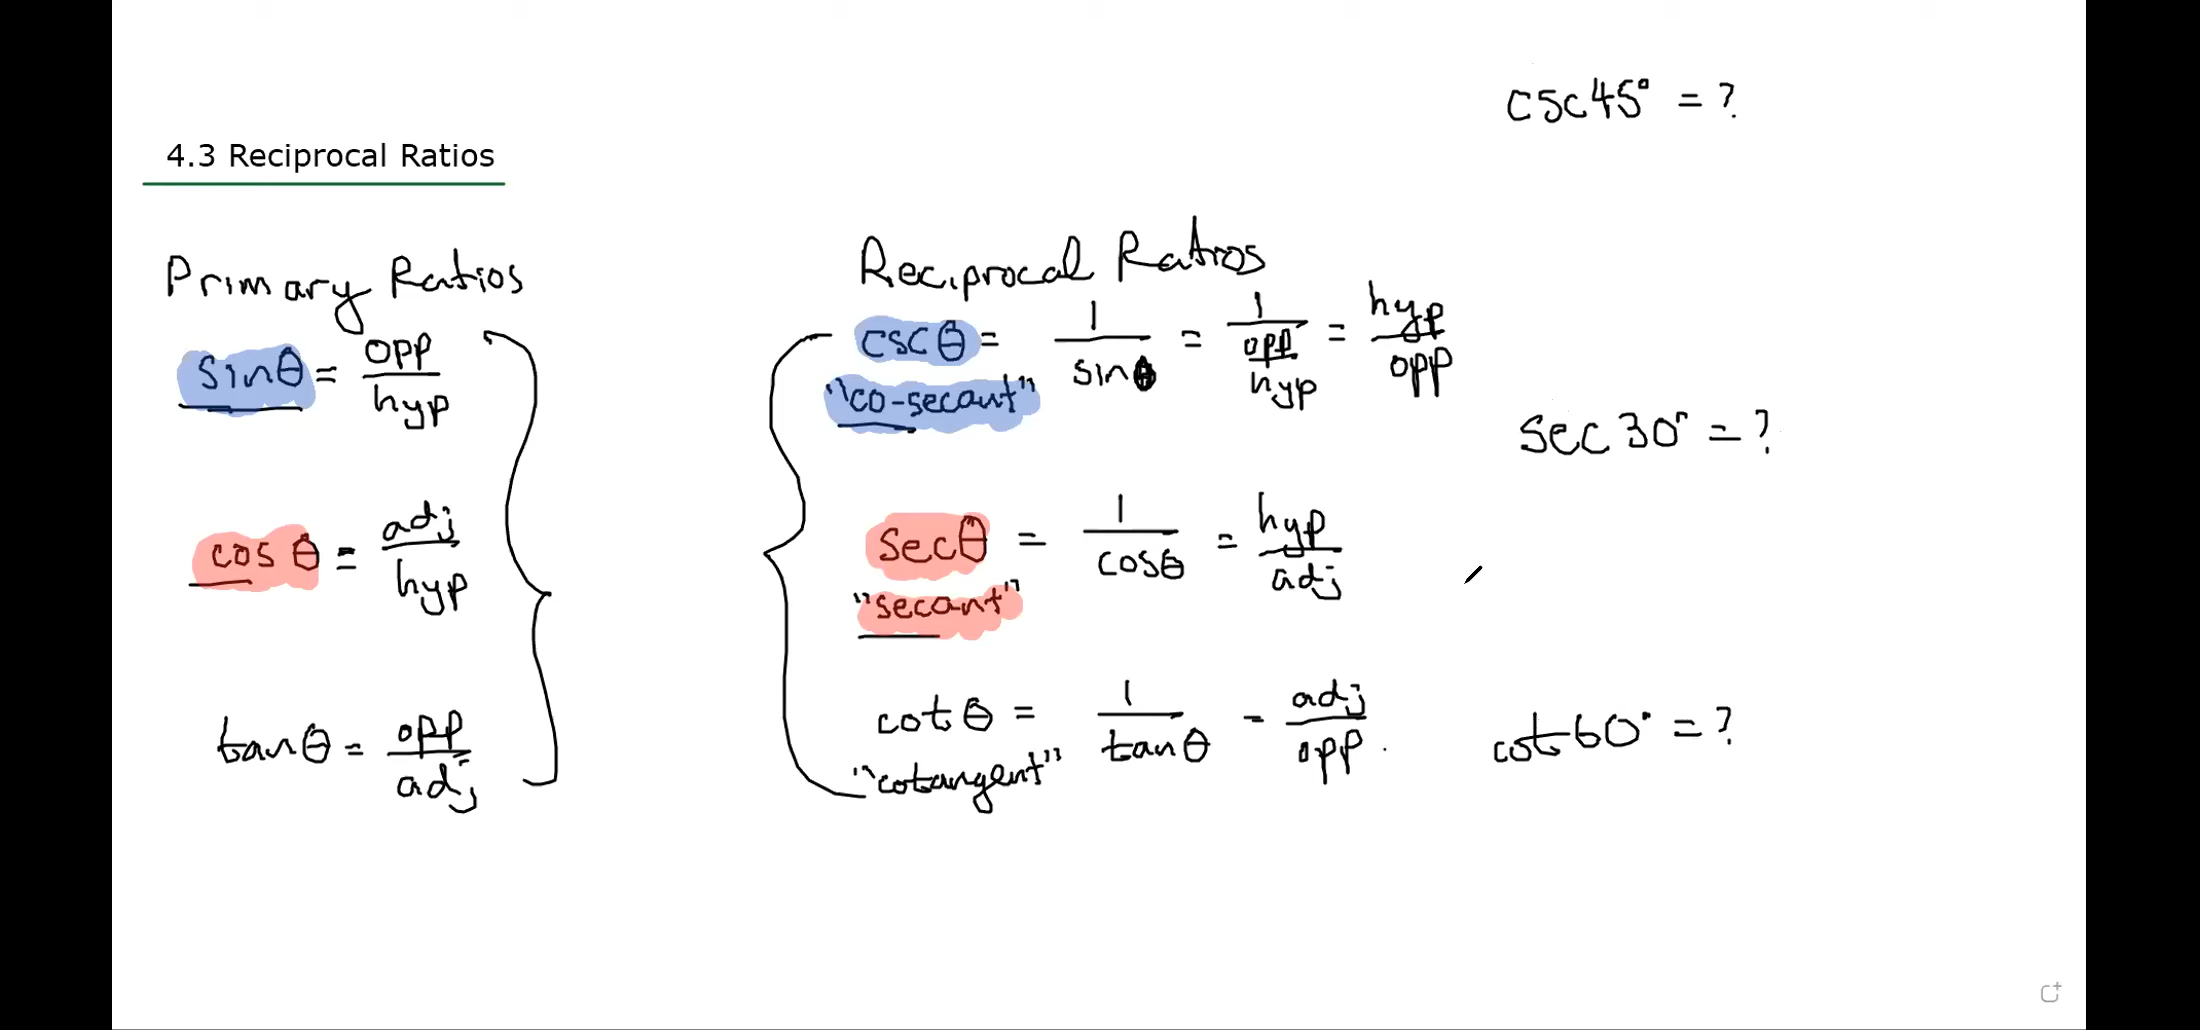 csc45° = ?
4.3 Reciprocal Ratios
Primary Ratios
Reciprocal Ratios
sinθ = opp/hyp
cscθ = 1/sinθ = 1/(opp/hyp) = hyp/opp
"co-secant"
sec30° = ?
cosθ = adj/hyp
secθ = 1/cosθ = hyp/adj
"secant"
tanθ = opp/adj
cotθ = 1/tanθ = adj/opp
cot60° = ?
"cotangent"